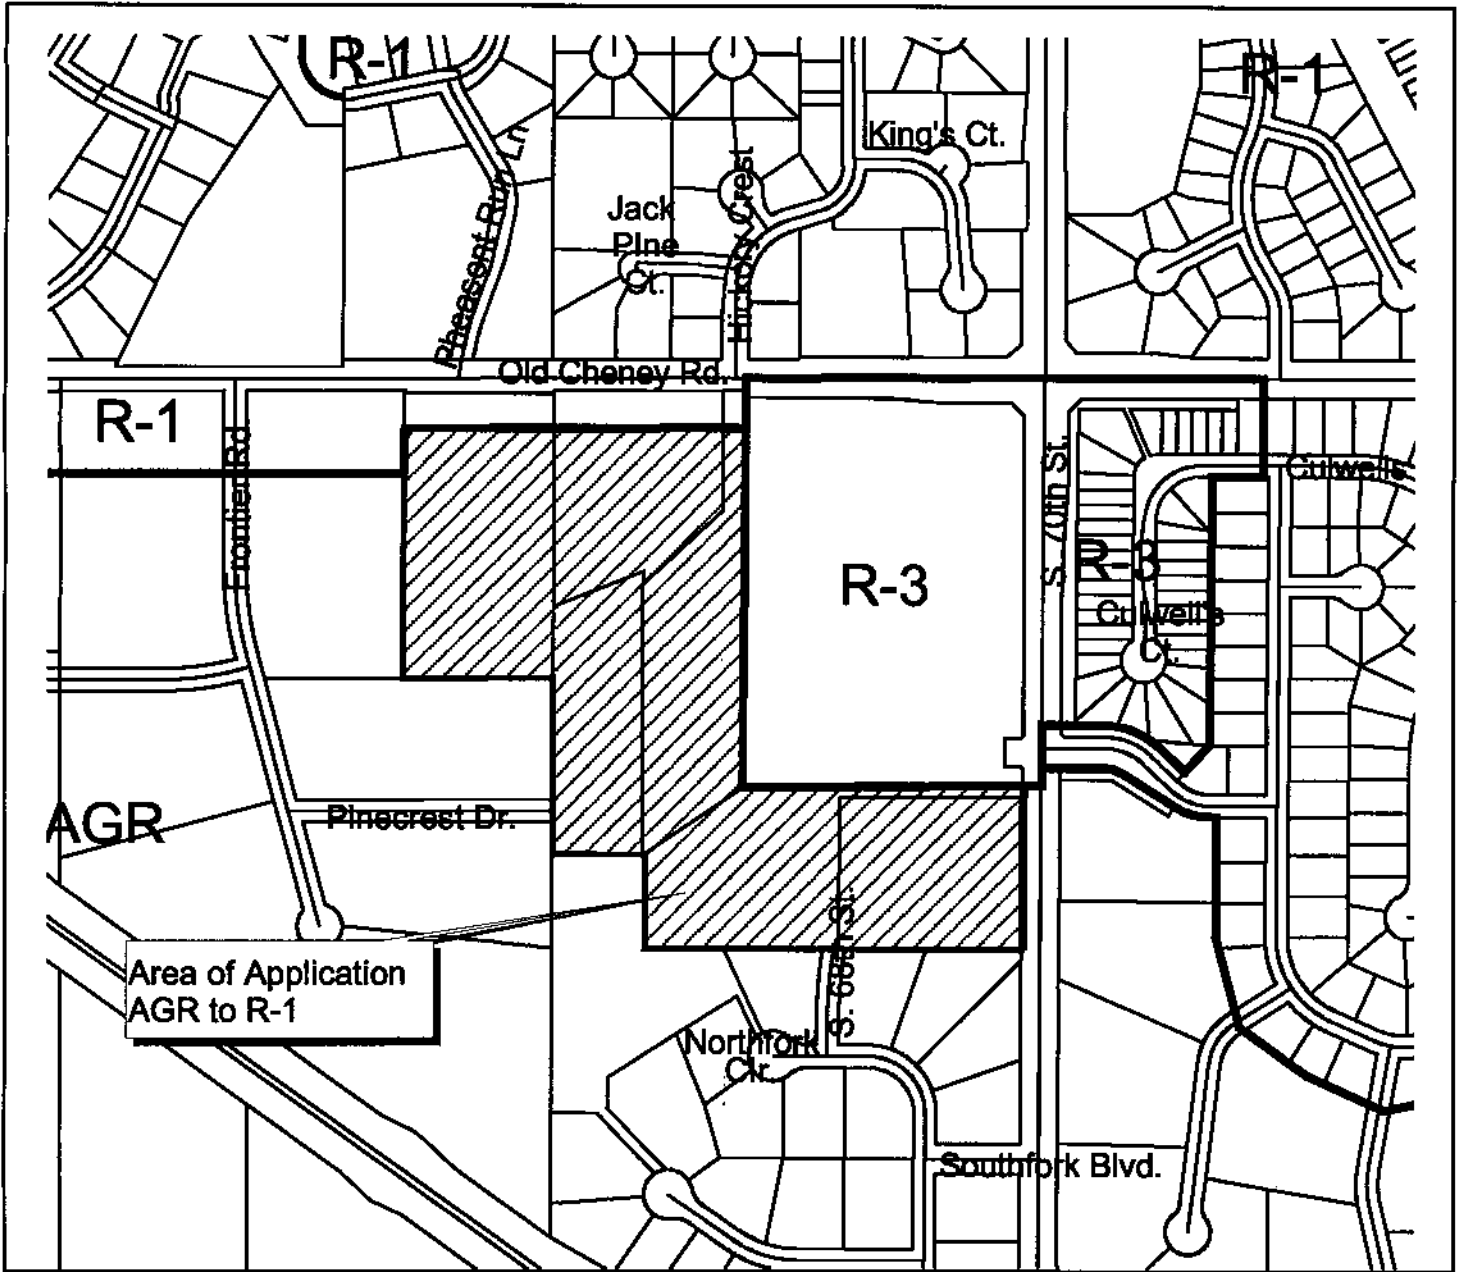 R-1
R-1
King's Ct.
Pheasant Run Ln
Jack
Pine
Ct.
Hickory Crest
Old Cheney Rd.
R-1
Frontier Rd
S. 70th St.
Culwells
R-3
R-3
Culwell's
Ct.
AGR
Pinecrest Dr.
S. 68th St.
Area of Application
AGR to R-1
Northfork
Cir.
Southfork Blvd.